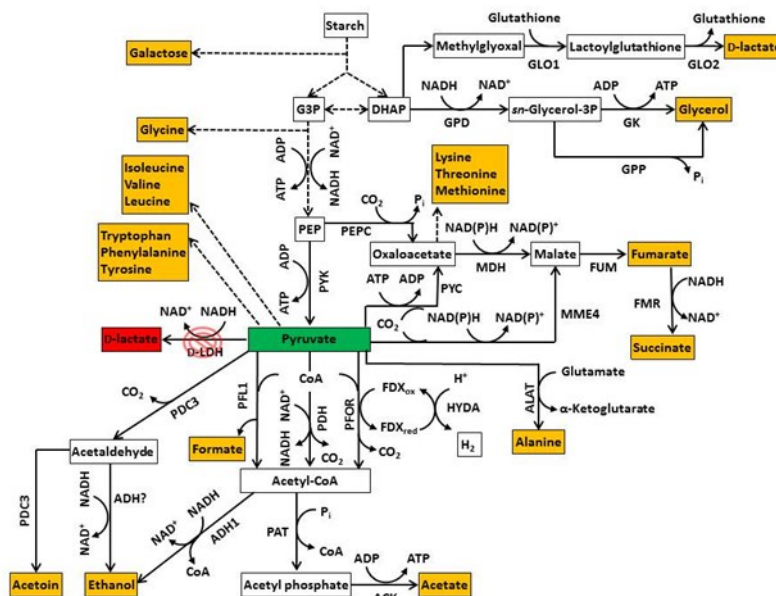 Starch
Galactose
Methylglyoxal
Glutathione
GLO1
Lactoylglutathione
Glutathione
GLO2
D-lactate
G3P
DHAP
NADH
NAD+
GPD
sn-Glycerol-3P
ADP
ATP
GK
Glycerol
GPP
Pi
Glycine
ADP
ATP
NAD+
NADH
Isoleucine
Valine
Leucine
Lysine
Threonine
Methionine
Tryptophan
Phenylalanine
Tyrosine
PEP
CO2
Pi
PEPC
Oxaloacetate
NAD(P)H
NAD(P)+
MDH
Malate
FUM
Fumarate
ADP
ATP
PYK
ATP
ADP
PYC
CO2
NAD(P)H
NAD(P)+
MME4
FMR
NADH
NAD+
Succinate
D-lactate
NAD+
NADH
D-LDH
Pyruvate
CO2
PDC3
PFL1
CoA
NAD+
NADH
PDH
CO2
PFOR
FDXox
FDXred
CO2
H+
HYDA
H2
ALAT
Glutamate
α-Ketoglutarate
Alanine
Acetaldehyde
Formate
Acetyl-CoA
PDC3
NADH
NAD+
ADH?
NAD+
NADH
ADH1
CoA
PAT
Pi
CoA
Acetoin
Ethanol
Acetyl phosphate
ADP
ATP
Acetate